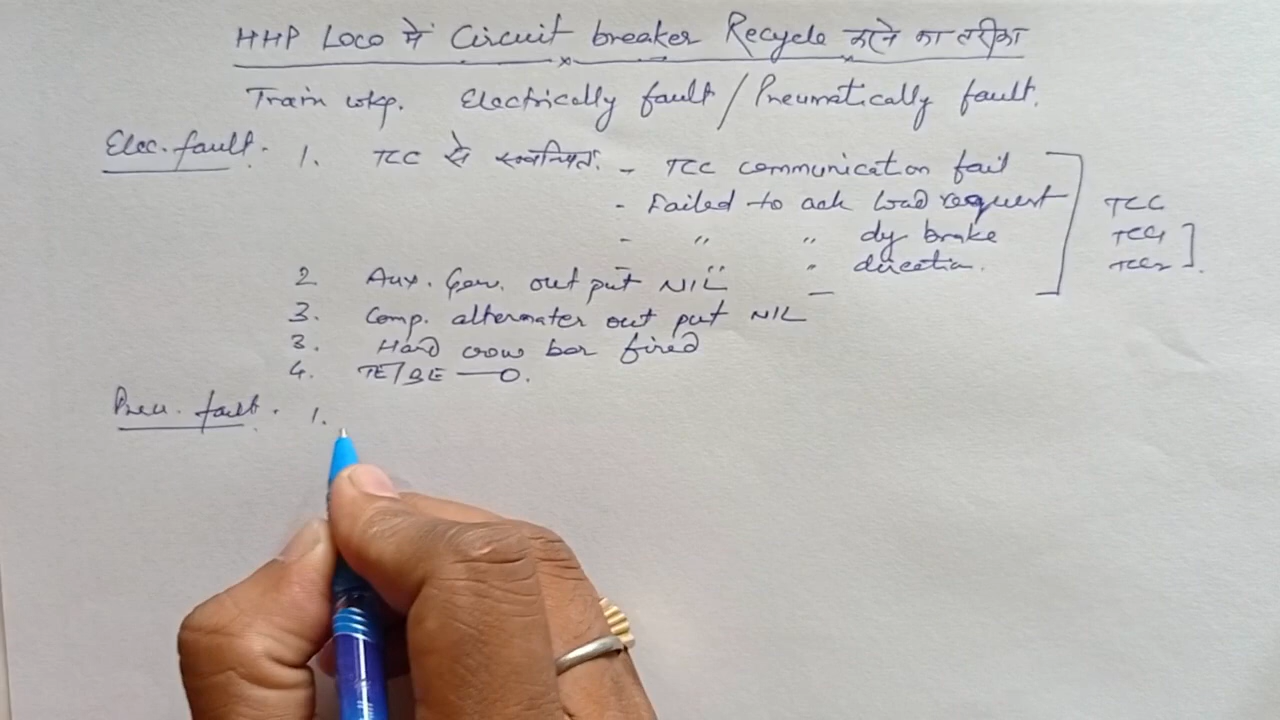 HHP Loco में Circuit breaker Recycle करने का तरीका
Train wkg. Electrically fault / Pneumatically fault.
Elec. fault. 1. TCC से सम्बन्धित. - TCC communication fail
- Failed to ack load request TCC
- " " dy brake TCC1
" " direction. TCC2
2 Aux. Gen. out put NIL
3. Comp. alternater out put NIL
3. Hard crow bar fired
4. TE/BE — 0.
Pneu. fault. 1.